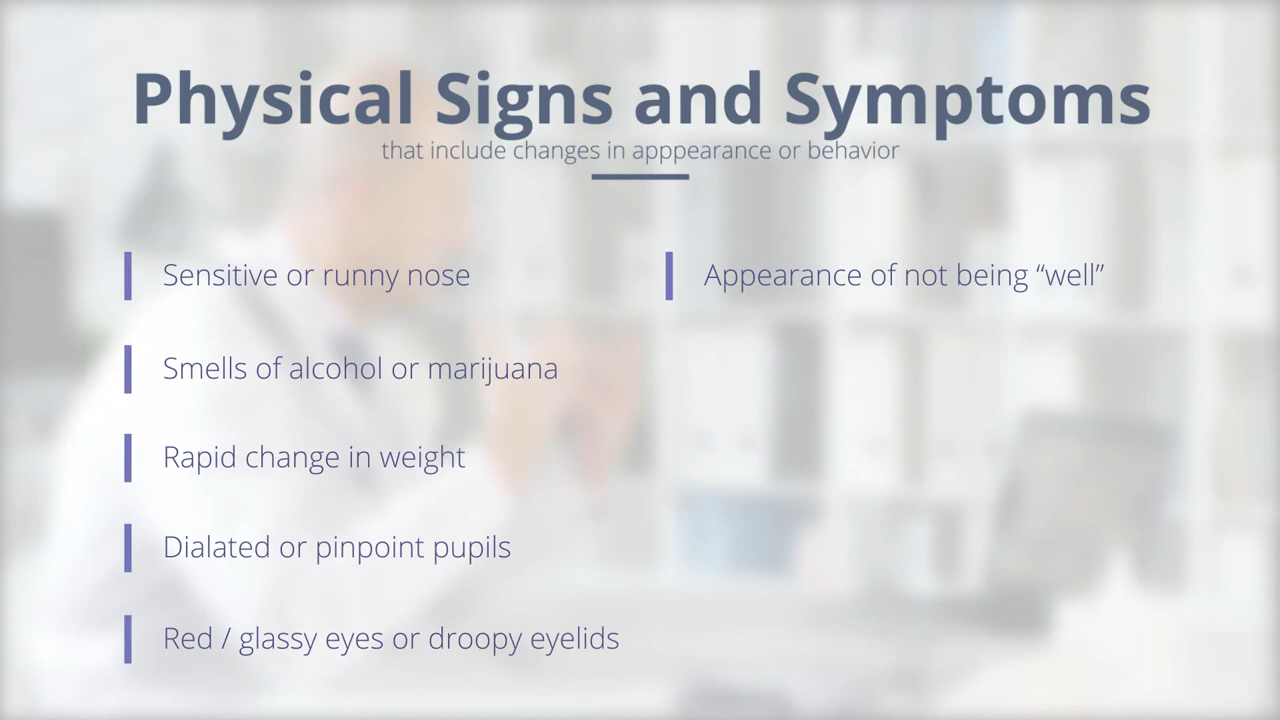 Physical Signs and Symptoms
that include changes in apppearance or behavior
Sensitive or runny nose
Smells of alcohol or marijuana
Rapid change in weight
Dialated or pinpoint pupils
Red / glassy eyes or droopy eyelids
Appearance of not being “well”